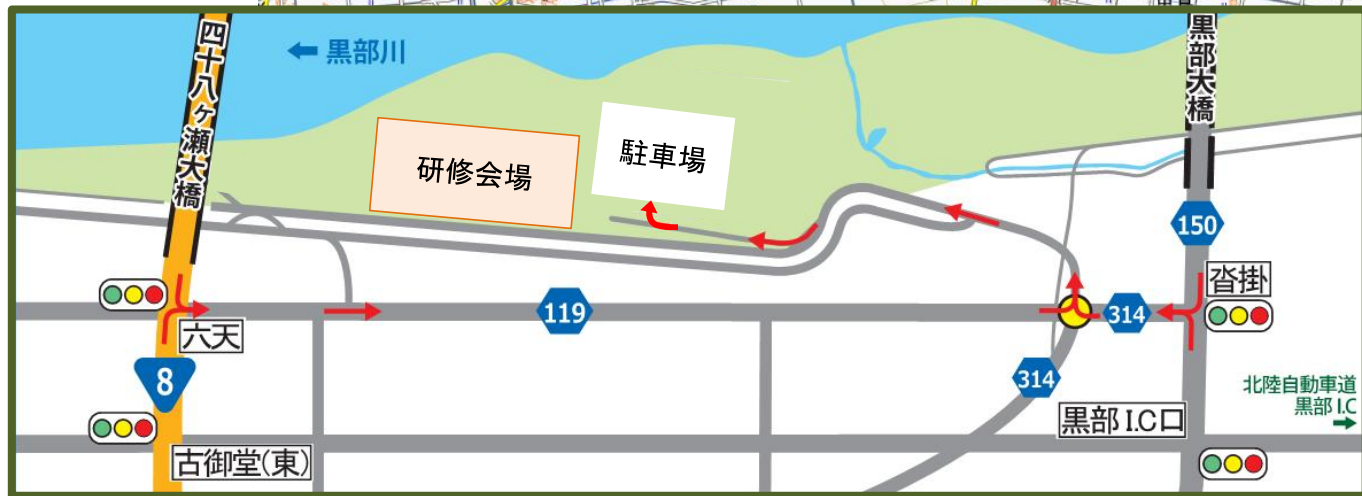 四十八ヶ瀬大橋
← 黒部川
黒部大橋
研修会場
駐車場
150
沓掛
119
314
六天
8
314
北陸自動車道
黒部I.C
→
黒部I.C口
古御堂(東)